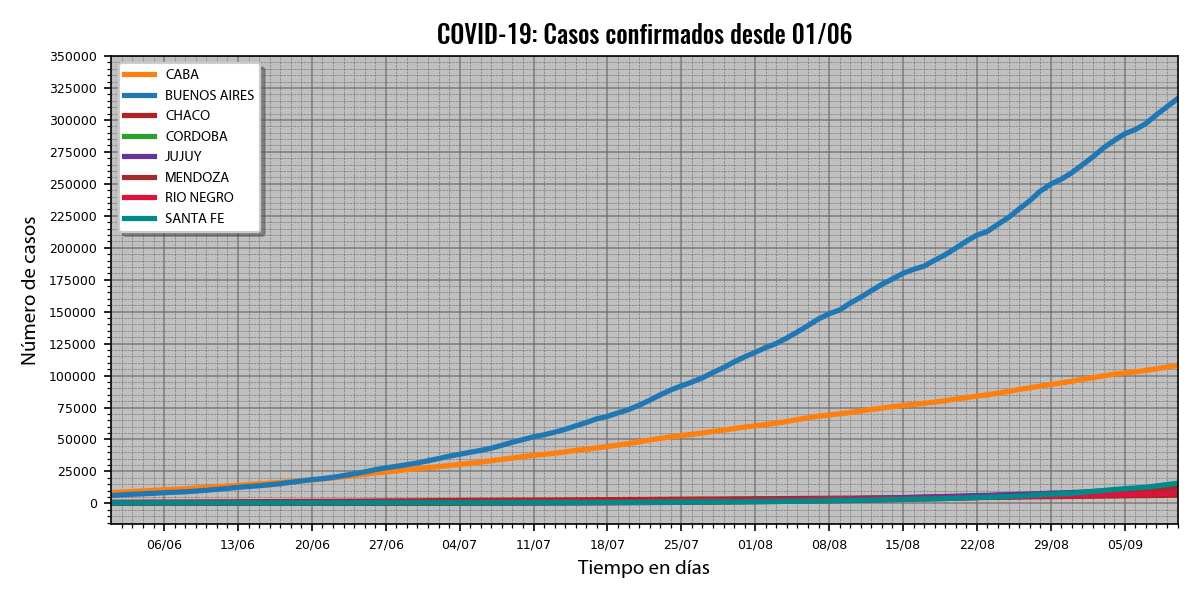 COVID-19: Casos confirmados desde 01/06
350000
325000
300000
275000
250000
225000
200000
175000
150000
125000
100000
75000
50000
25000
0
Número de casos
CABA
BUENOS AIRES
CHACO
CORDOBA
JUJUY
MENDOZA
RIO NEGRO
SANTA FE
06/06 13/06 20/06 27/06 04/07 11/07 18/07 25/07 01/08 08/08 15/08 22/08 29/08 05/09
Tiempo en días